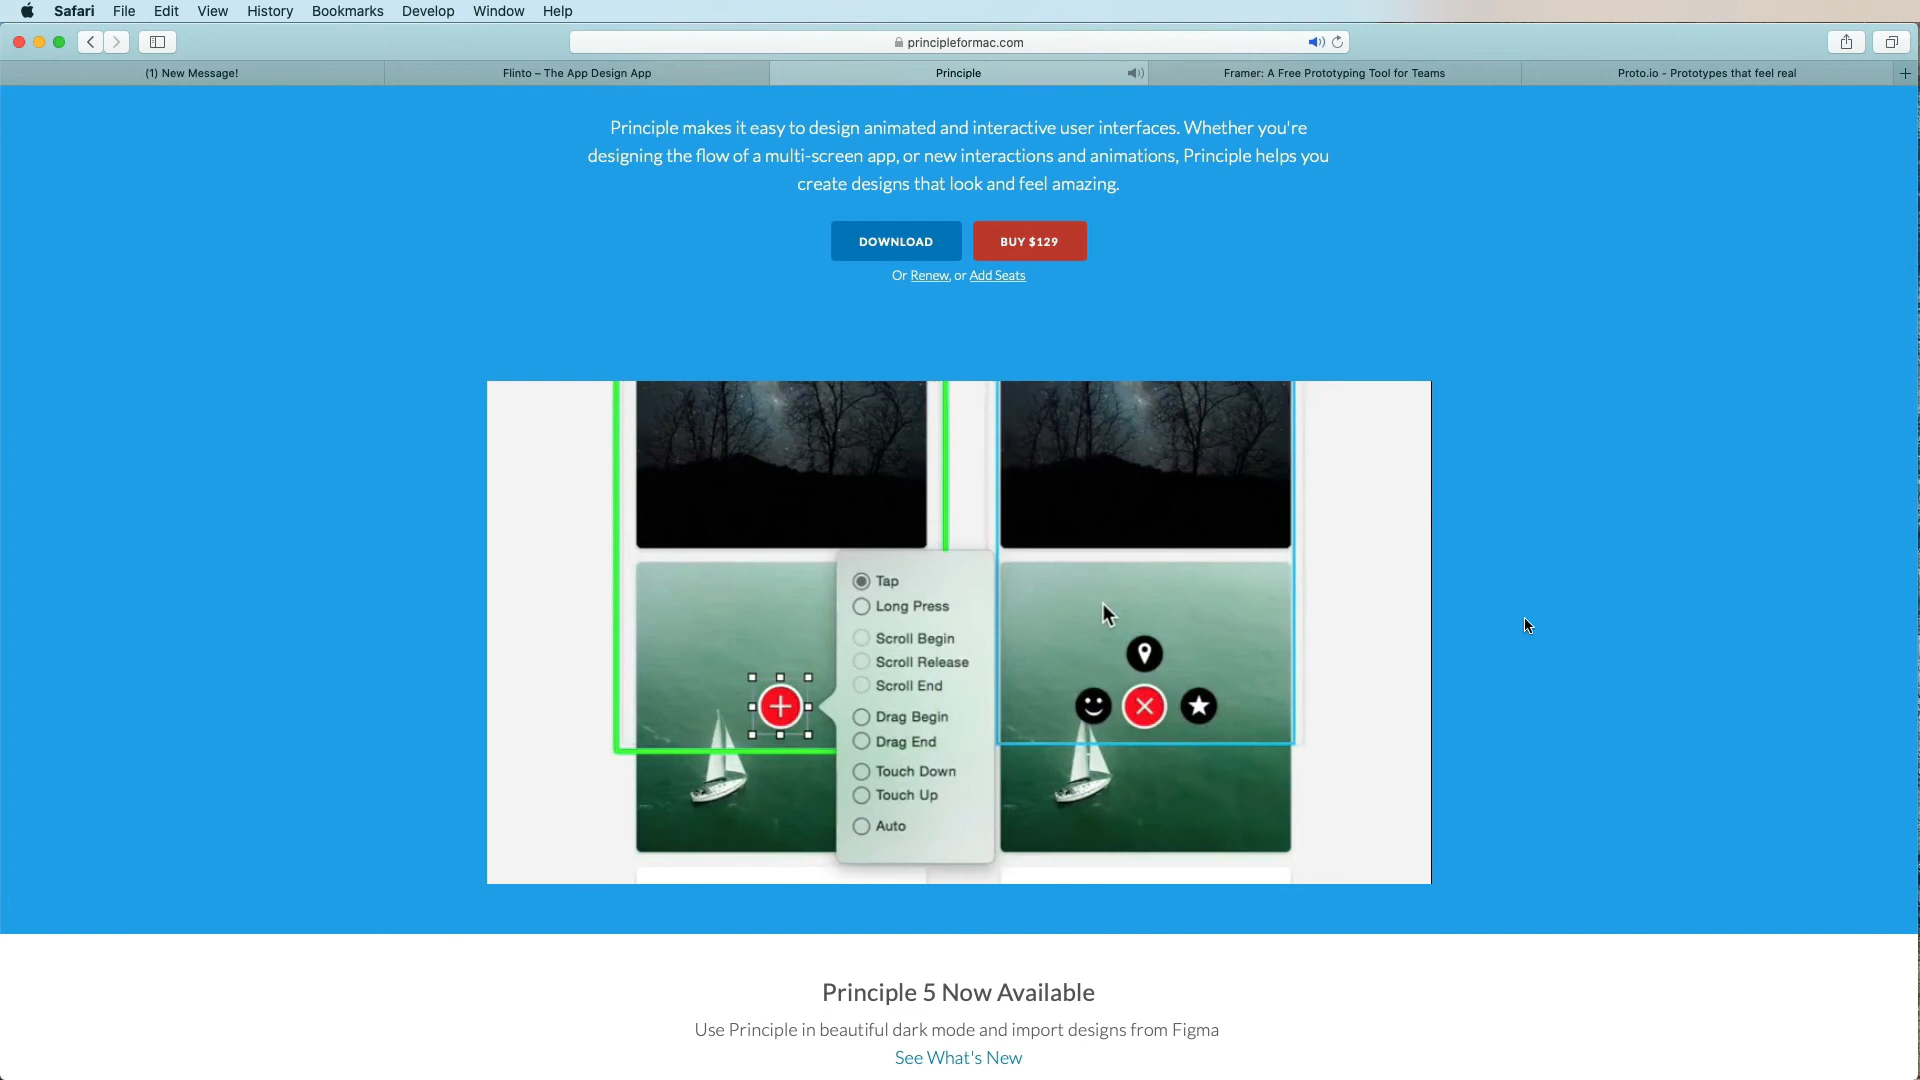 Safari File Edit View History Bookmarks Develop Window Help
principleformac.com
(1) New Message!
Flinto – The App Design App
Principle
Framer: A Free Prototyping Tool for Teams
Proto.io - Prototypes that feel real
Principle makes it easy to design animated and interactive user interfaces. Whether you're
designing the flow of a multi-screen app, or new interactions and animations, Principle helps you
create designs that look and feel amazing.
DOWNLOAD
BUY $129
Or Renew, or Add Seats
Tap
Long Press
Scroll Begin
Scroll Release
Scroll End
Drag Begin
Drag End
Touch Down
Touch Up
Auto
Principle 5 Now Available
Use Principle in beautiful dark mode and import designs from Figma
See What's New